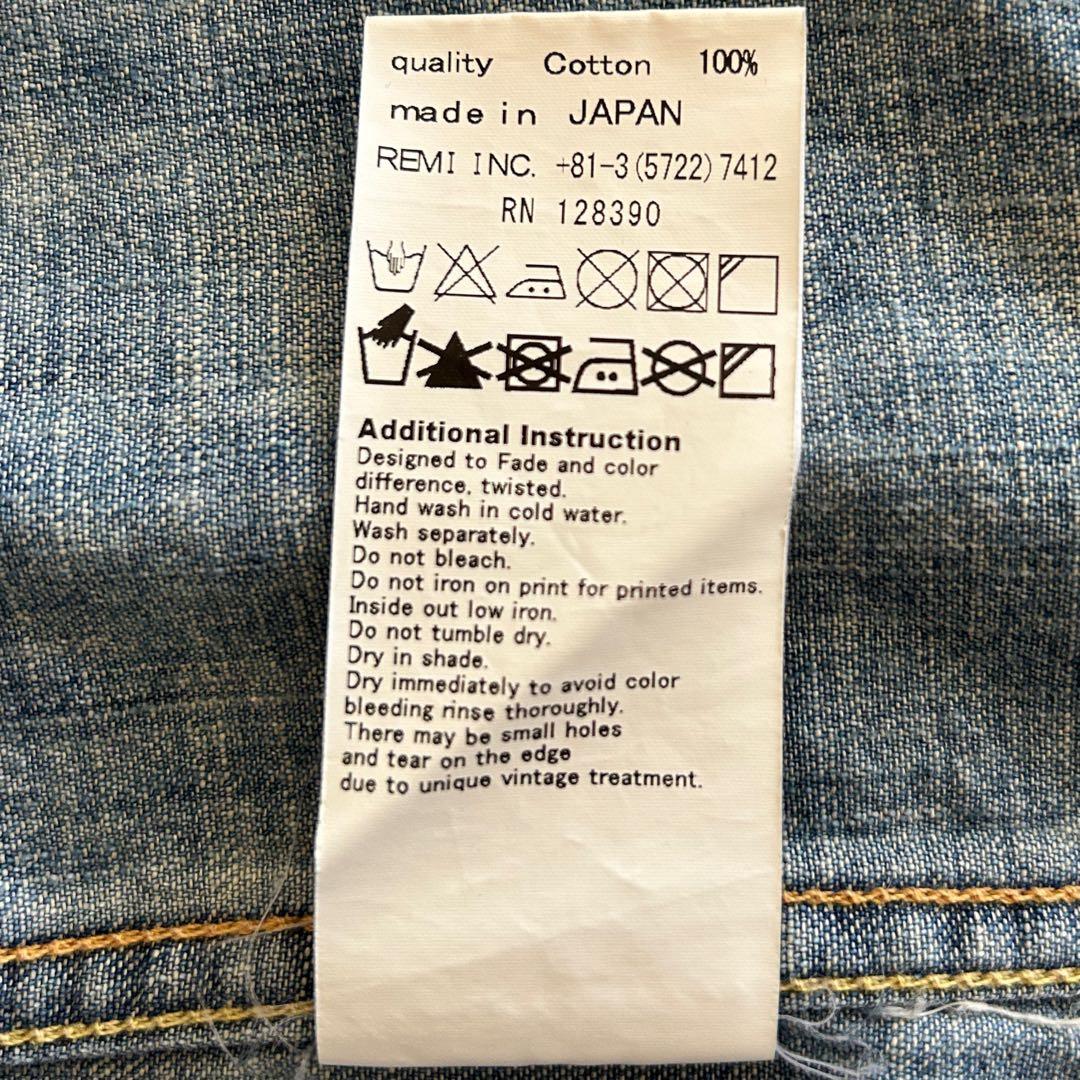 quality Cotton 100%
made in JAPAN
REMI INC. +81-3(5722)7412
RN 128390
Additional Instruction
Designed to Fade and color
difference, twisted.
Hand wash in cold water.
Wash separately.
Do not bleach.
Do not iron on print for printed items.
Inside out low iron.
Do not tumble dry.
Dry in shade.
Dry immediately to avoid color
bleeding rinse thoroughly.
There may be small holes
and tear on the edge
due to unique vintage treatment.